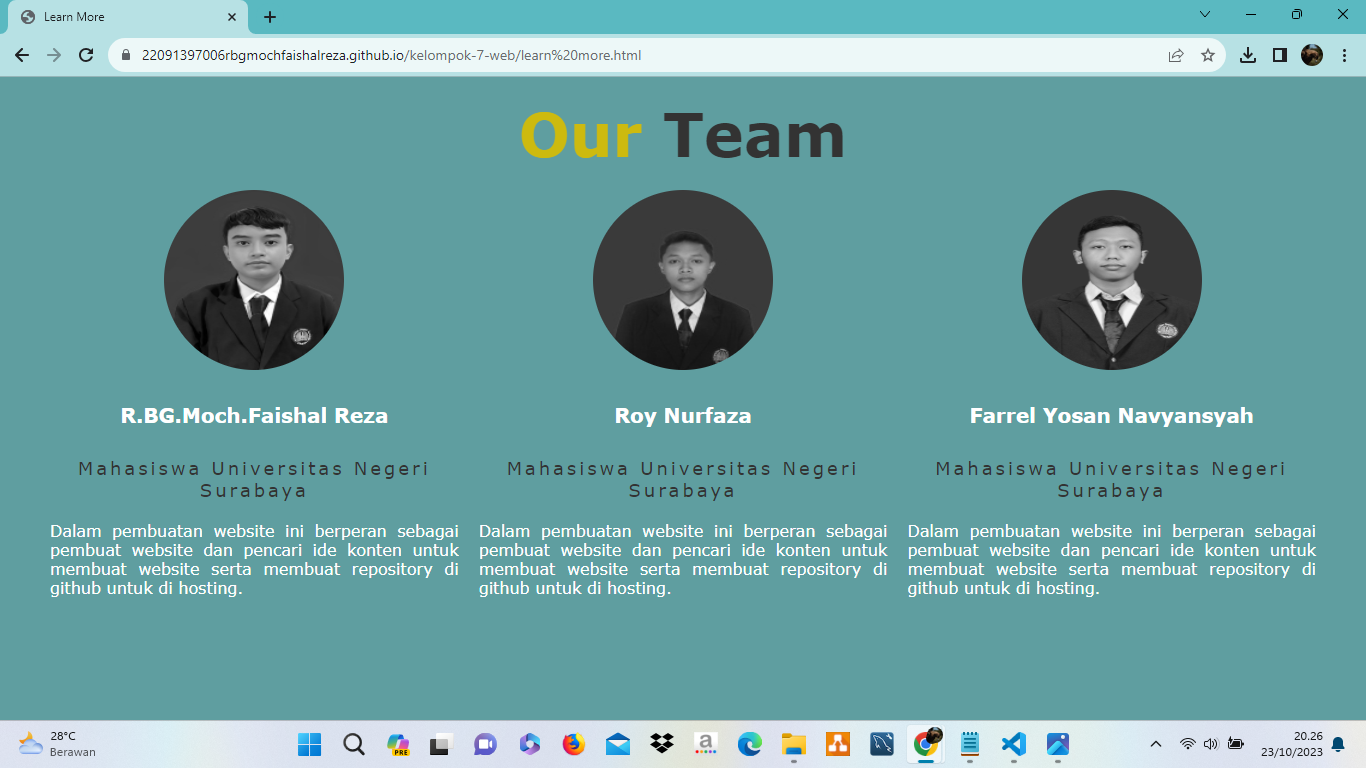 Learn More
22091397006rbgmochfaishalreza.github.io/kelompok-7-web/learn%20more.html
Our Team
R.BG.Moch.Faishal Reza
Mahasiswa Universitas Negeri
Surabaya
Dalam pembuatan website ini berperan sebagai
pembuat website dan pencari ide konten untuk
membuat website serta membuat repository di
github untuk di hosting.
Roy Nurfaza
Mahasiswa Universitas Negeri
Surabaya
Dalam pembuatan website ini berperan sebagai
pembuat website dan pencari ide konten untuk
membuat website serta membuat repository di
github untuk di hosting.
Farrel Yosan Navyansyah
Mahasiswa Universitas Negeri
Surabaya
Dalam pembuatan website ini berperan sebagai
pembuat website dan pencari ide konten untuk
membuat website serta membuat repository di
github untuk di hosting.
28°C
Berawan
PRE
a
20.26
23/10/2023